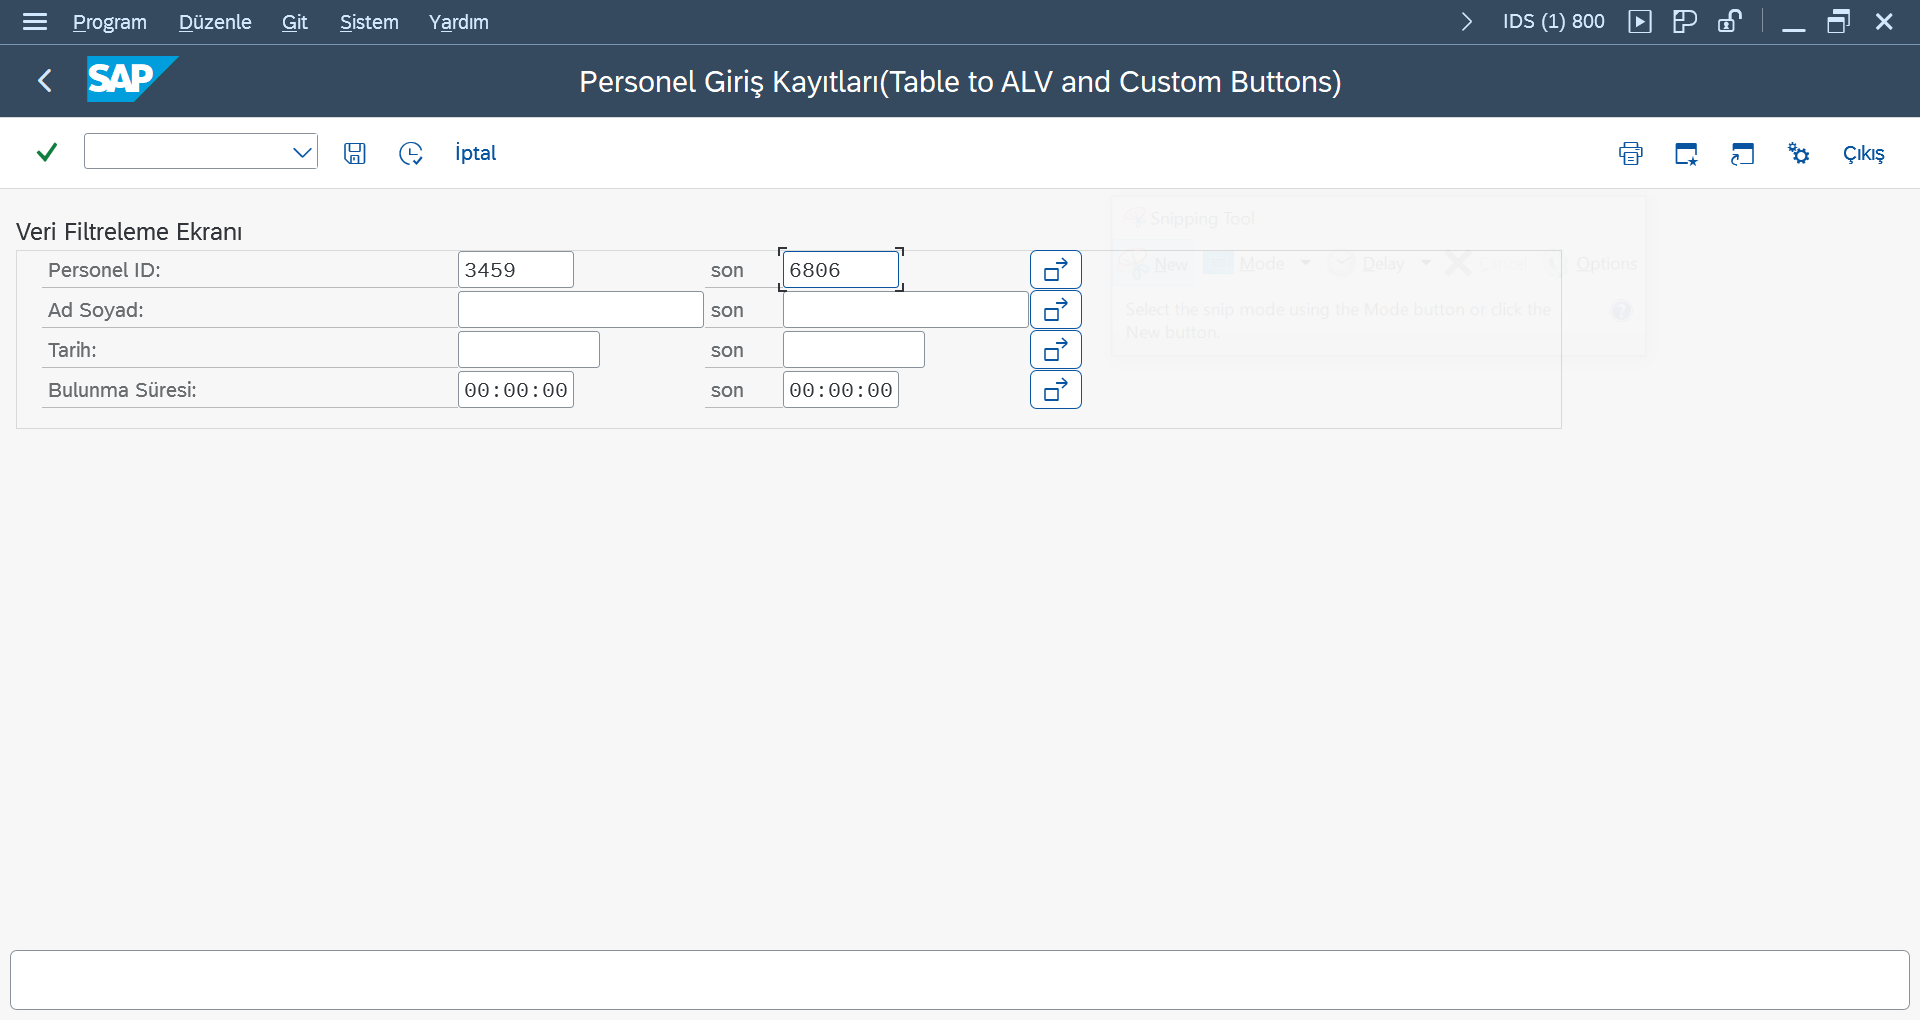 Program Düzenle Git Sistem Yardım IDS (1) 800
SAP Personel Giriş Kayıtları(Table to ALV and Custom Buttons)
İptal Çıkış
Snipping Tool
Veri Filtreleme Ekranı
New Mode Delay Options
Personel ID: 3459 son 6806
Ad Soyad: son
Select the snip mode using the Mode button or click the
New button.
Tarih: son
Bulunma Süresi: 00:00:00 son 00:00:00